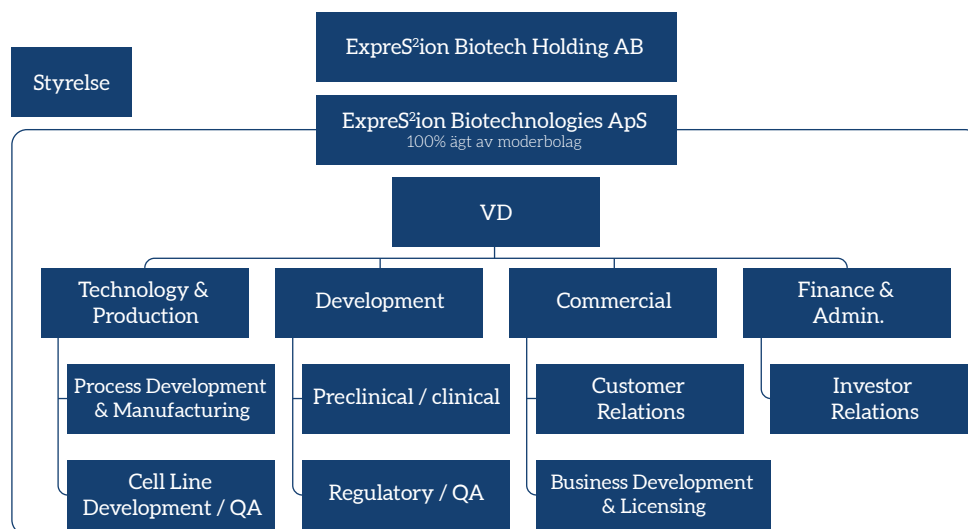 ExpreS²ion Biotech Holding AB
Styrelse
ExpreS²ion Biotechnologies ApS
100% ägt av moderbolag
VD
Technology &
Production
Development
Commercial
Finance &
Admin.
Process Development
& Manufacturing
Preclinical / clinical
Customer
Relations
Investor
Relations
Cell Line
Development / QA
Regulatory / QA
Business Development
& Licensing